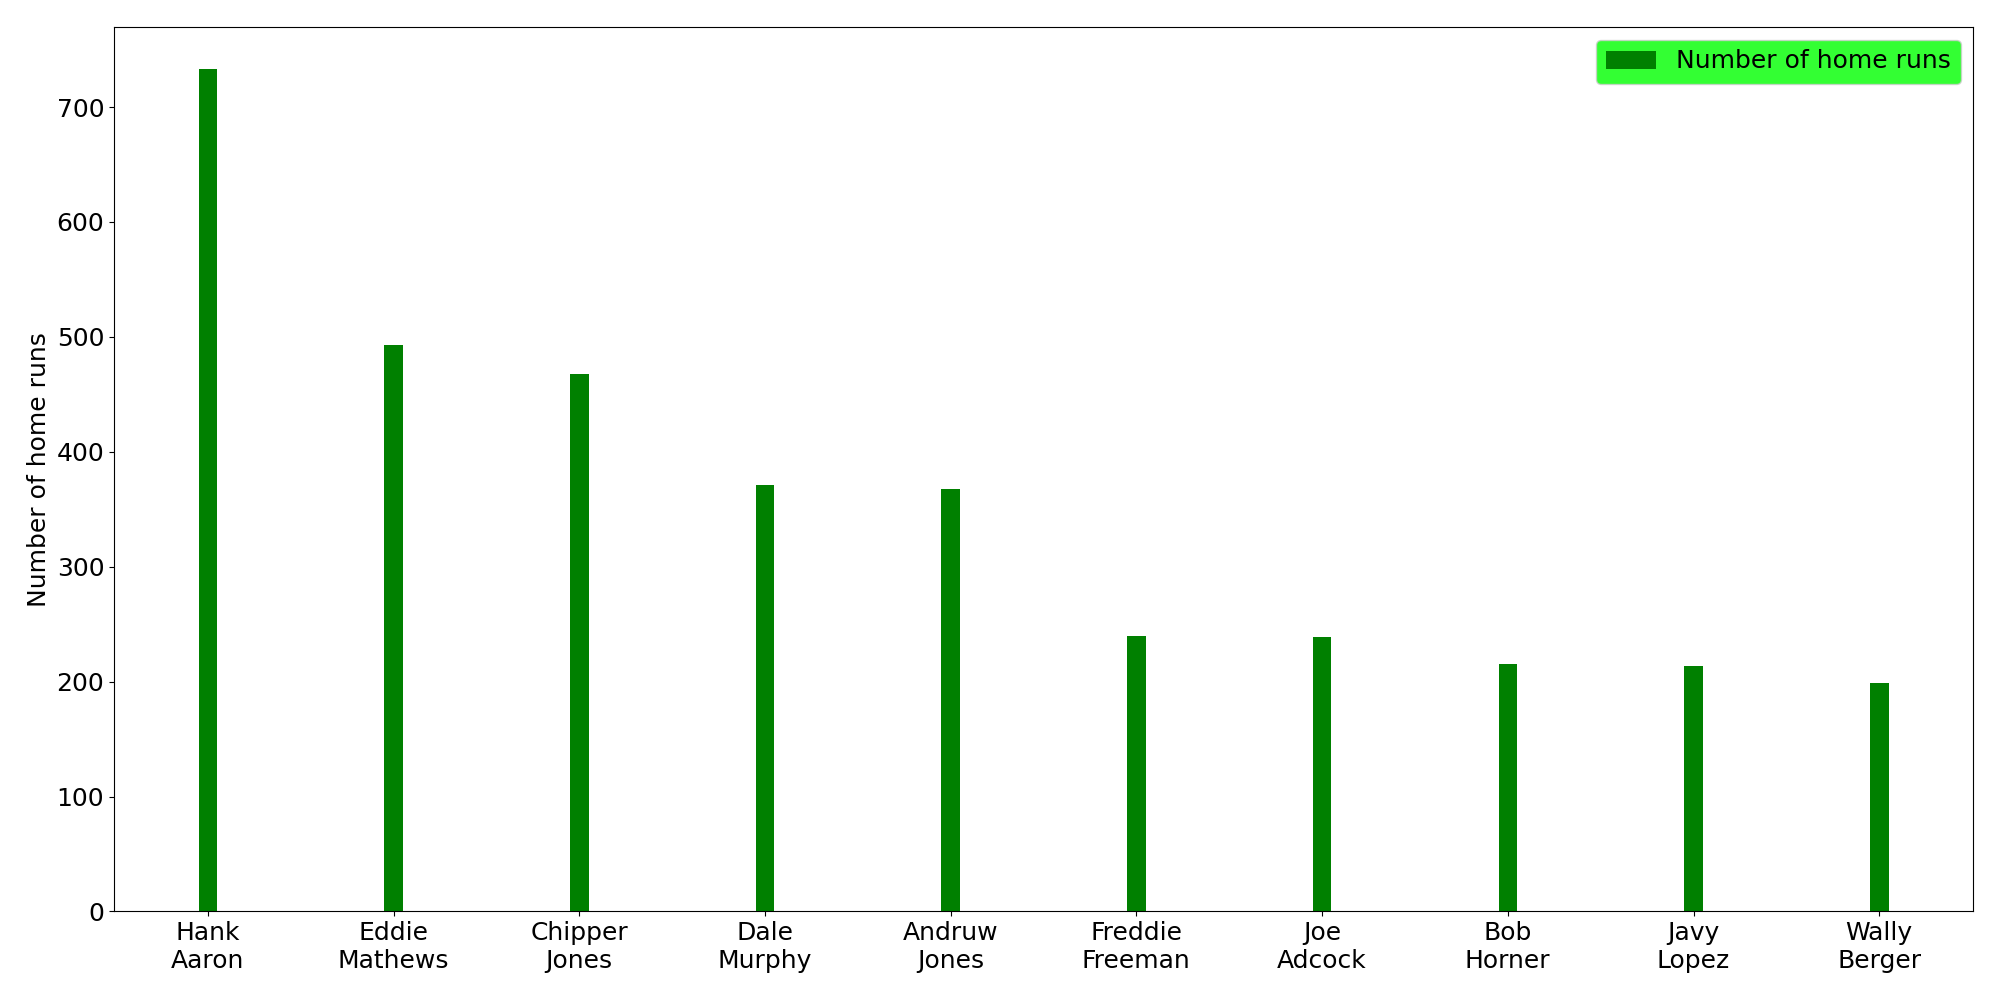 Number of home runs
Number of home runs
700
600
500
400
300
200
100
0
Hank
Aaron
Eddie
Mathews
Chipper
Jones
Dale
Murphy
Andruw
Jones
Freddie
Freeman
Joe
Adcock
Bob
Horner
Javy
Lopez
Wally
Berger